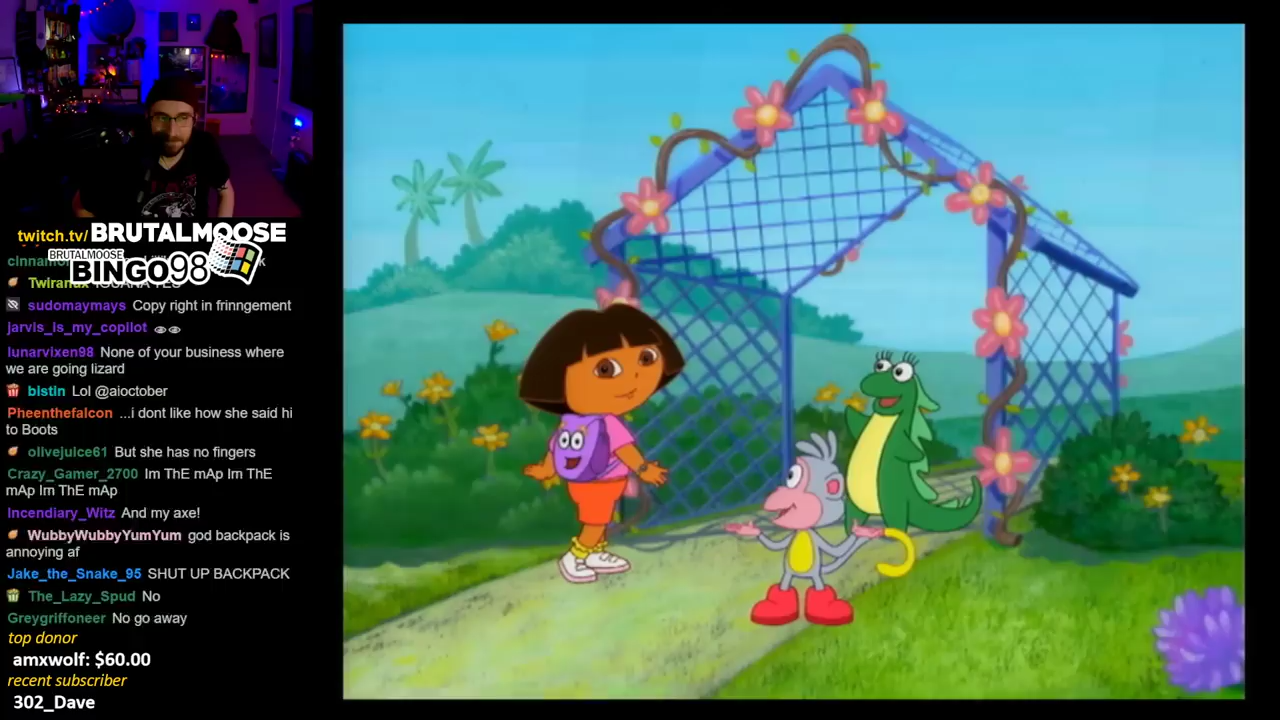 twitch.tv/BRUTALMOOSE
BRUTALMOOSE
BINGO98
Twiran
sudomaymays Copy right in frinngement
jarvis_is_my_copilot
lunarvixen98 None of your business where
we are going lizard
bistin Lol @aioctober
Pheenthefalcon ...i dont like how she said hi
to Boots
olivejuice61 But she has no fingers
Crazy_Gamer_2700 Im ThE mAp Im ThE
mAp Im ThE mAp
Incendiary_Witz And my axe!
WubbyWubbyYumYum god backpack is
annoying af
Jake_the_Snake_95 SHUT UP BACKPACK
The_Lazy_Spud No
Greygriffoneer No go away
top donor
amxwolf: $60.00
recent subscriber
302_Dave